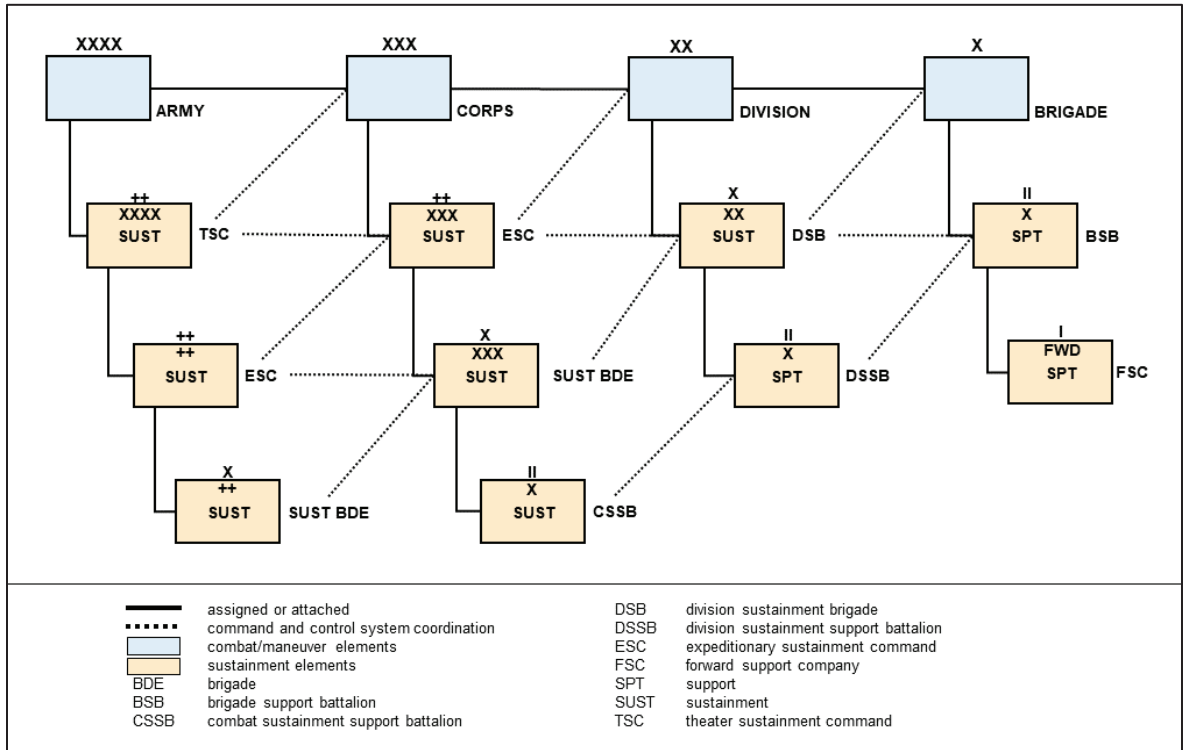 XXXX XXX XX X
ARMY CORPS DIVISION BRIGADE
++ ++ X II
XXXX XXX XX X
SUST TSC SUST ESC SUST DSB SPT BSB
++ X II I
++ XXX X FWD
SUST ESC SUST SUST BDE SPT DSSB SPT FSC
X II
++ X
SUST SUST BDE SUST CSSB
assigned or attached
command and control system coordination
combat/maneuver elements
sustainment elements
BDE brigade
BSB brigade support battalion
CSSB combat sustainment support battalion
DSB division sustainment brigade
DSSB division sustainment support battalion
ESC expeditionary sustainment command
FSC forward support company
SPT support
SUST sustainment
TSC theater sustainment command